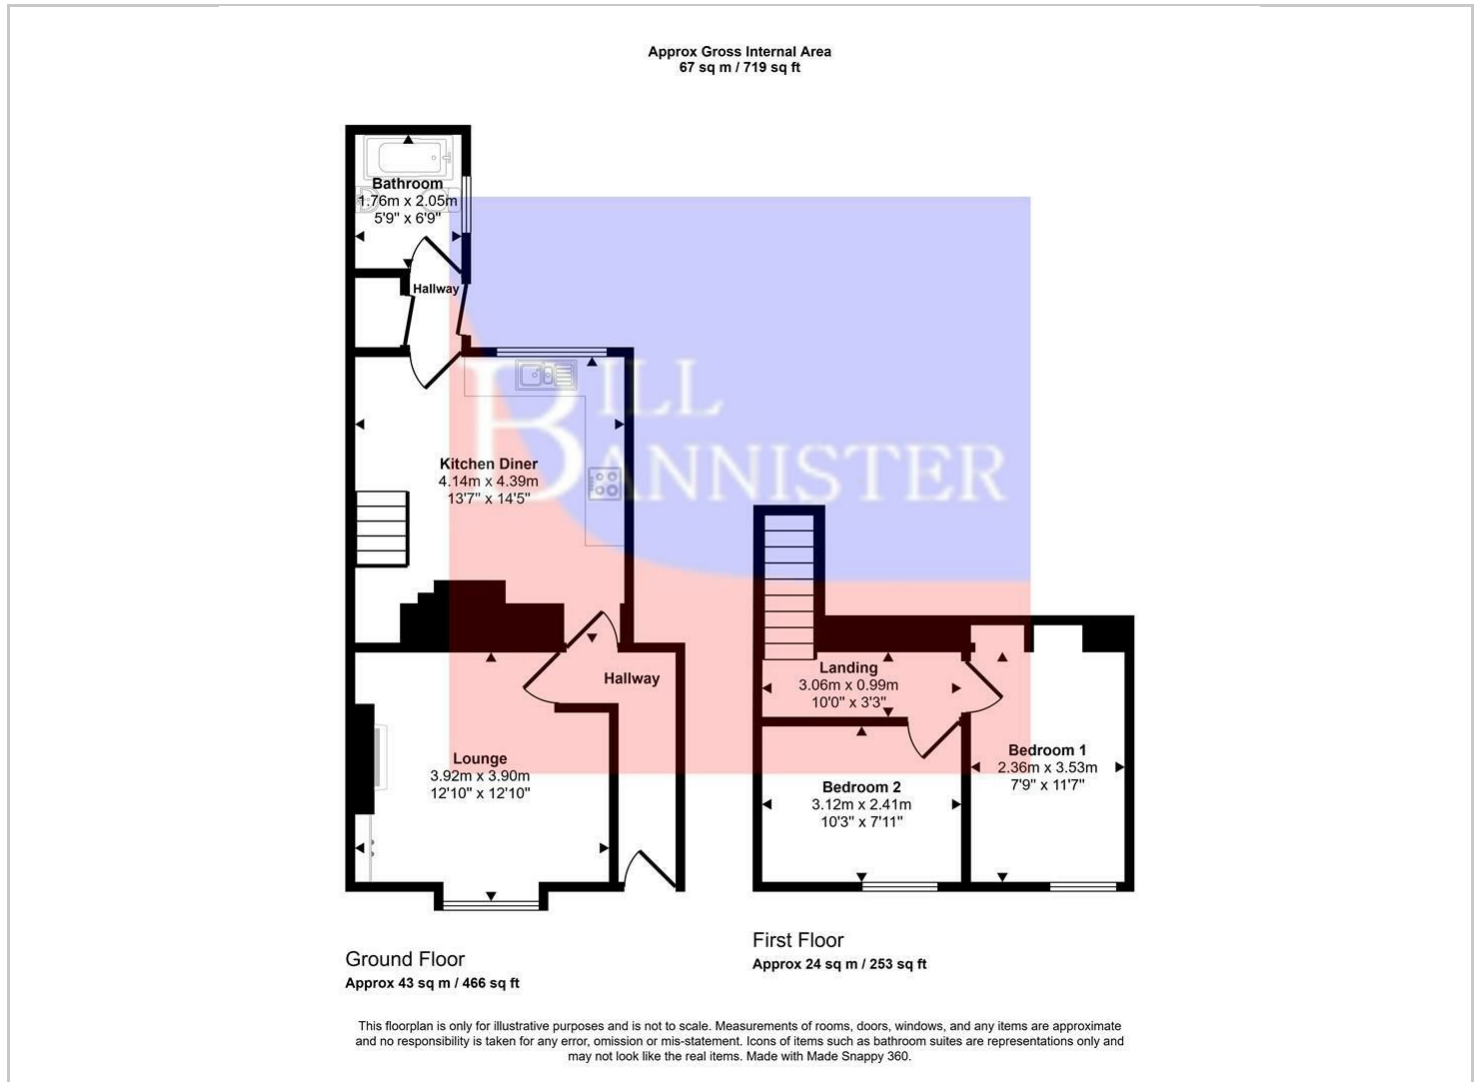 Approx Gross Internal Area
67 sq m / 719 sq ft
Bathroom
1.76m x 2.05m
5'9" x 6'9"
Hallway
BILL
BANNISTER
Kitchen Diner
4.14m x 4.39m
13'7" x 14'5"
Hallway
Lounge
3.92m x 3.90m
12'10" x 12'10"
Landing
3.06m x 0.99m
10'0" x 3'3"
Bedroom 1
2.36m x 3.53m
7'9" x 11'7"
Bedroom 2
3.12m x 2.41m
10'3" x 7'11"
Ground Floor
Approx 43 sq m / 466 sq ft
First Floor
Approx 24 sq m / 253 sq ft
This floorplan is only for illustrative purposes and is not to scale. Measurements of rooms, doors, windows, and any items are approximate
and no responsibility is taken for any error, omission or mis-statement. Icons of items such as bathroom suites are representations only and
may not look like the real items. Made with Made Snappy 360.